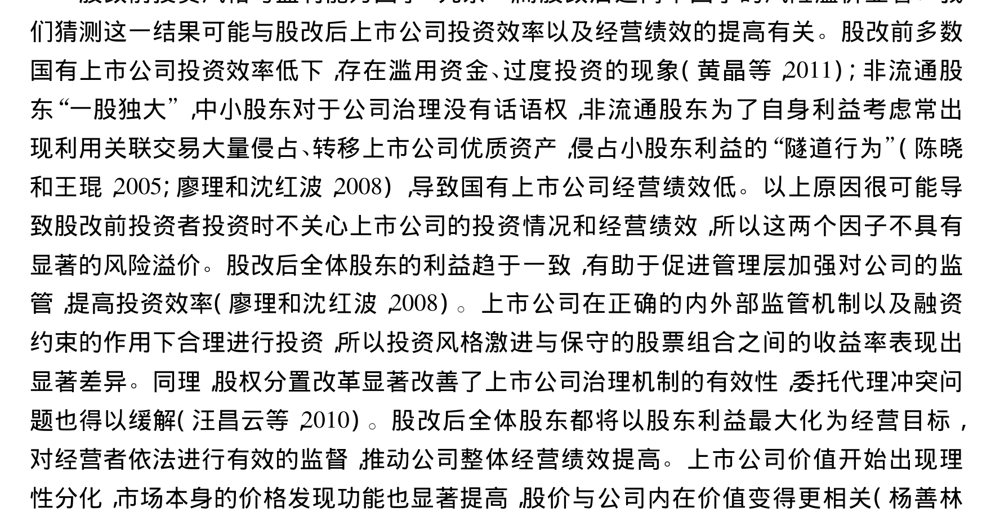 们猜测这一结果可能与股改后上市公司投资效率以及经营绩效的提高有关。股改前多数
国有上市公司投资效率低下,存在滥用资金、过度投资的现象(黄晶等,2011);非流通股
东“一股独大”,中小股东对于公司治理没有话语权,非流通股东为了自身利益考虑常出
现利用关联交易大量侵占、转移上市公司优质资产,侵占小股东利益的“隧道行为”(陈晓
和王琨,2005;廖理和沈红波,2008),导致国有上市公司经营绩效低。以上原因很可能导
致股改前投资者投资时不关心上市公司的投资情况和经营绩效,所以这两个因子不具有
显著的风险溢价。股改后全体股东的利益趋于一致,有助于促进管理层加强对公司的监
管,提高投资效率(廖理和沈红波,2008)。上市公司在正确的内外部监管机制以及融资
约束的作用下合理进行投资,所以投资风格激进与保守的股票组合之间的收益率表现出
显著差异。同理,股权分置改革显著改善了上市公司治理机制的有效性,委托代理冲突问
题也得以缓解(汪昌云等,2010)。股改后全体股东都将以股东利益最大化为经营目标,
对经营者依法进行有效的监督,推动公司整体经营绩效提高。上市公司价值开始出现理
性分化,市场本身的价格发现功能也显著提高,股价与公司内在价值变得更相关(杨善林